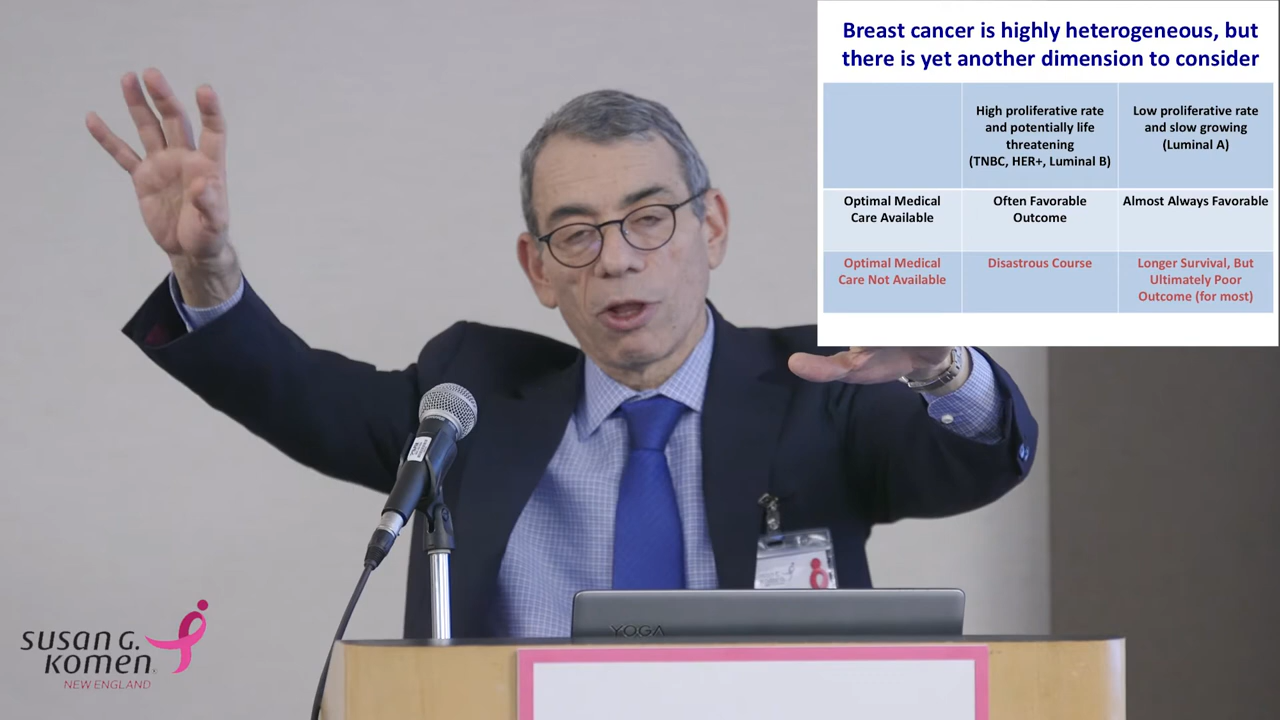 Breast cancer is highly heterogeneous, but
there is yet another dimension to consider
High proliferative rate
and potentially life
threatening
(TNBC, HER+, Luminal B)
Low proliferative rate
and slow growing
(Luminal A)
Optimal Medical
Care Available
Often Favorable
Outcome
Almost Always Favorable
Optimal Medical
Care Not Available
Disastrous Course
Longer Survival, But
Ultimately Poor
Outcome (for most)
YOGA
susan g.
komen
NEW ENGLAND